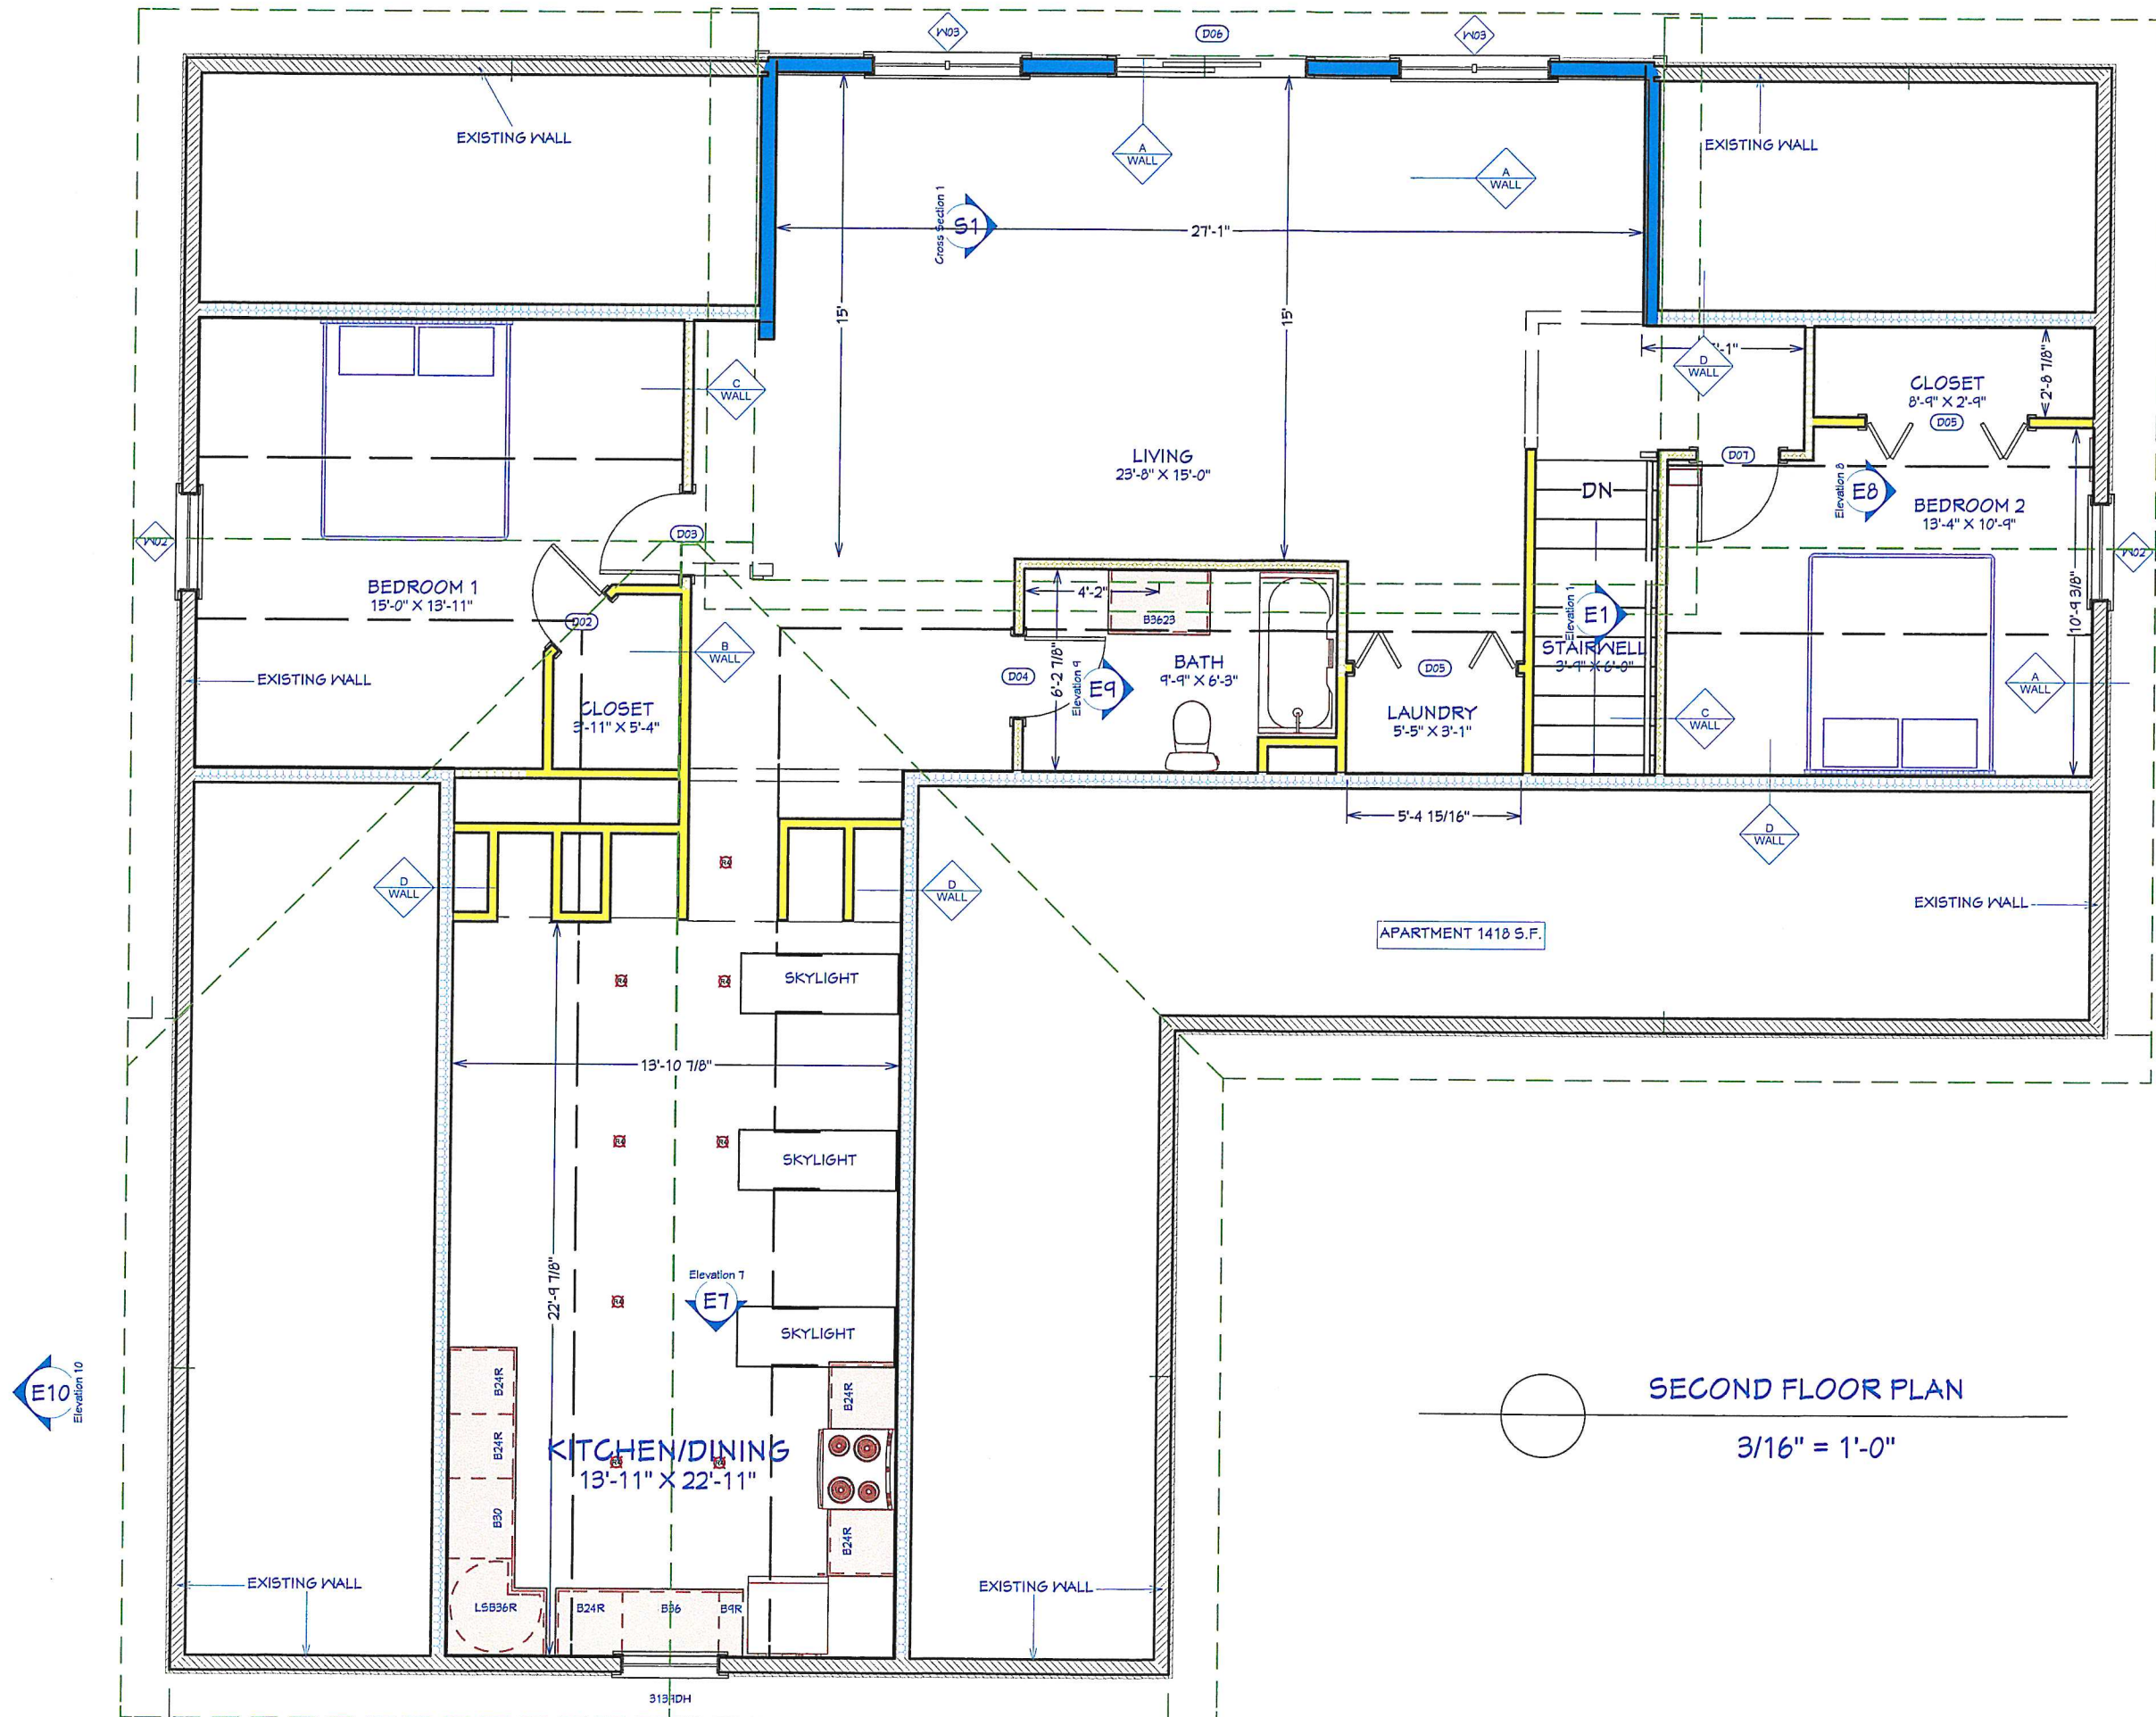 W03
D06
W03
EXISTING WALL
EXISTING WALL
A
WALL
A
WALL
Cross Section 1
S1
27'-1"
15'
15'
C
WALL
D
WALL
CLOSET
8'-9" X 2'-9"
D05
2'-8 7/8"
LIVING
23'-8" X 15'-0"
D07
DN
Elevation 8
E8
BEDROOM 2
13'-4" X 10'-9"
W02
D03
W02
BEDROOM 1
15'-0" X 13'-11"
D02
4'-2"
B3623
Elevation 1
E1
10'-9 3/8"
STAIRWELL
3'-9" X 6'-0"
EXISTING WALL
B
WALL
D04
6'-2 7/8"
Elevation 9
E9
BATH
9'-9" X 6'-3"
D05
A
WALL
CLOSET
3'-11" X 5'-4"
LAUNDRY
5'-5" X 3'-1"
C
WALL
5'-4 15/16"
D
WALL
D
WALL
D
WALL
EXISTING WALL
APARTMENT 1418 S.F.
SKYLIGHT
13'-10 7/8"
SKYLIGHT
22'-9 7/8"
Elevation 7
E7
SKYLIGHT
E10
Elevation 10
B24R
B24R
SECOND FLOOR PLAN
3/16" = 1'-0"
B24R
KITCHEN/DINING
13'-11" X 22'-11"
B30
B24R
EXISTING WALL
EXISTING WALL
LSB36R
B24R
B36
B9R